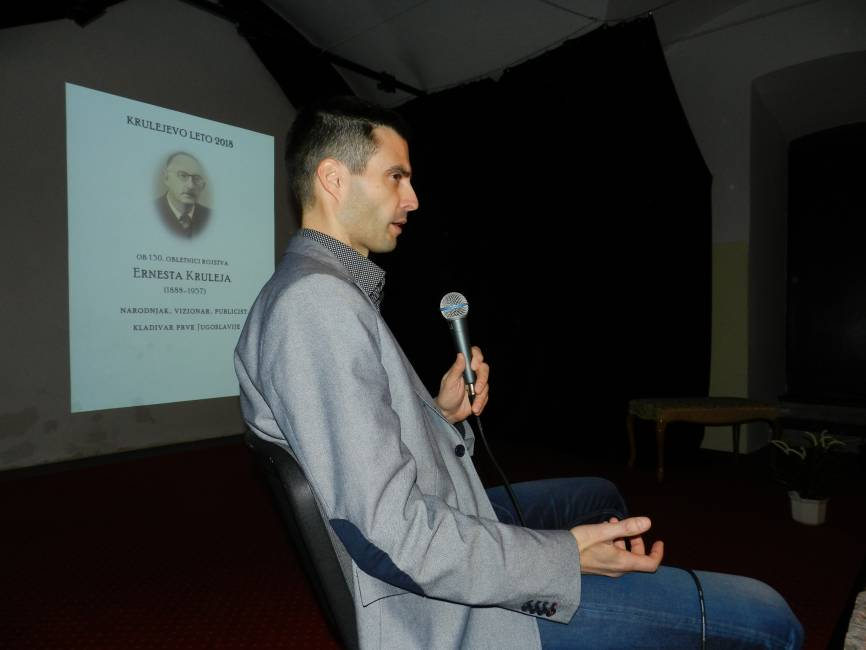 KRULEJEVO LETO 2018
OB 130. OBLETNICI ROJSTVA
ERNESTA KRULEJA
(1888–1957)
NARODNJAK, VIZIONAR, PUBLICIST,
KLADIVAR PRVE JUGOSLAVIJE